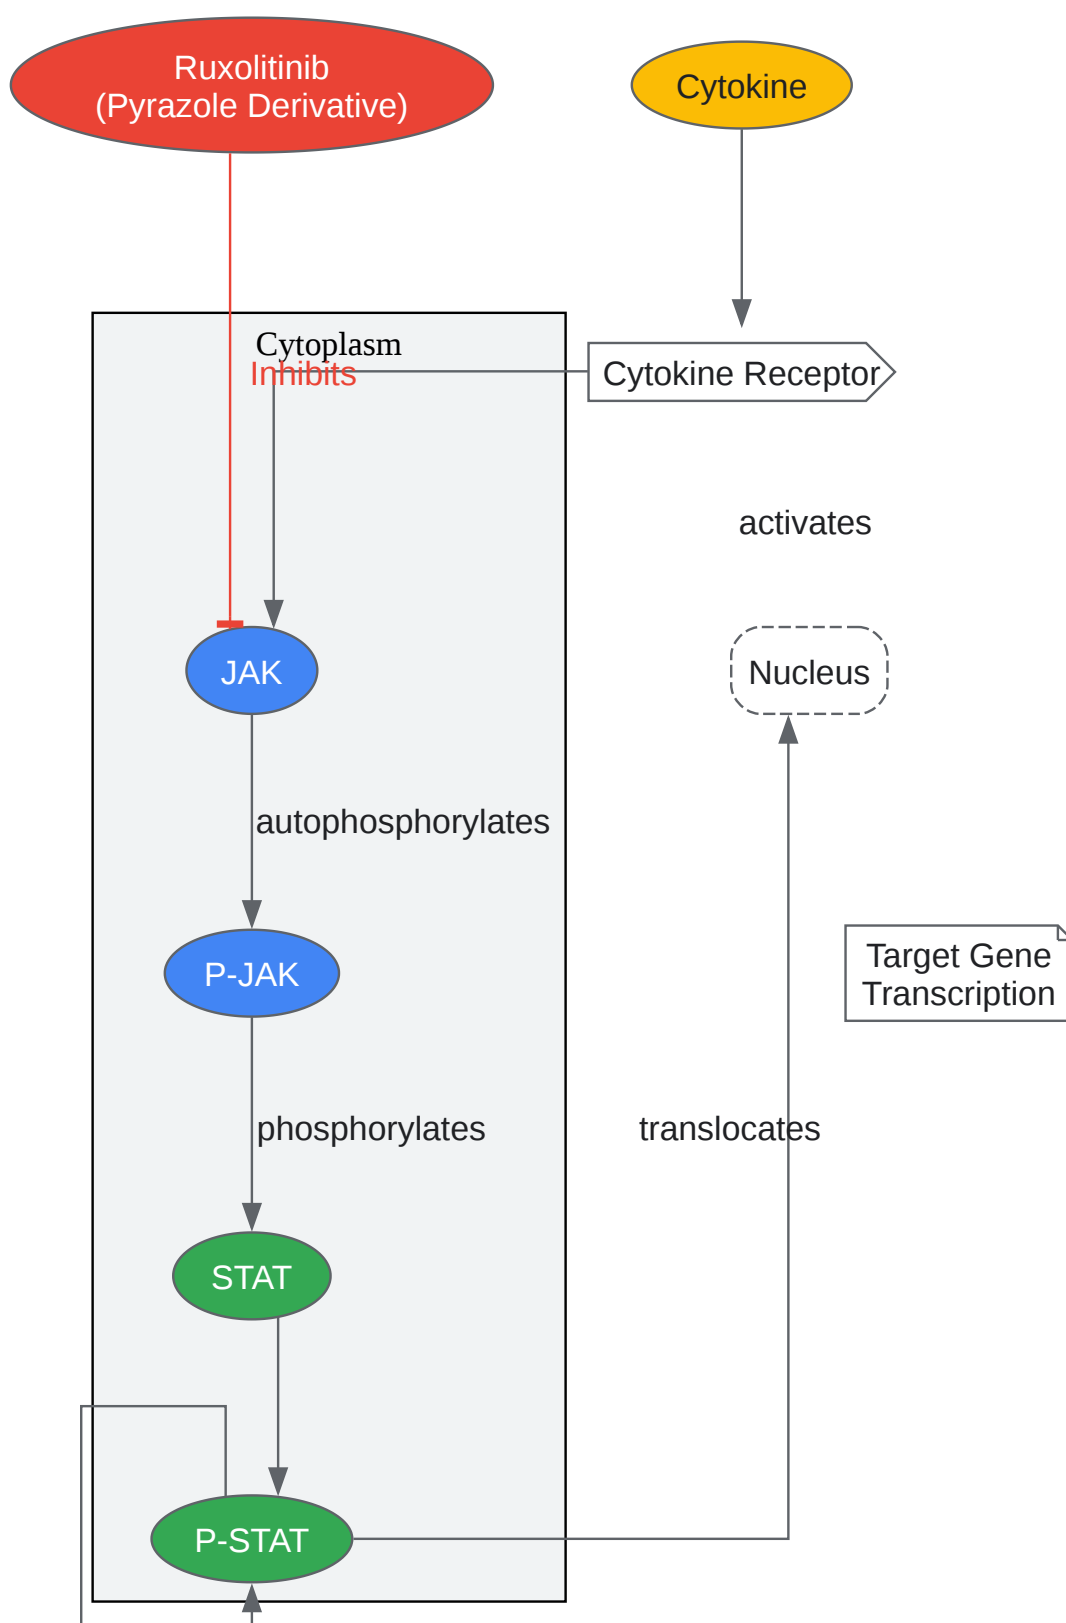 Ruxolitinib
(Pyrazole Derivative)
Cytokine
Cytoplasm
Inhibits
Cytokine Receptor
activates
JAK
Nucleus
autophosphorylates
Target Gene
Transcription
P-JAK
phosphorylates
translocates
STAT
P-STAT